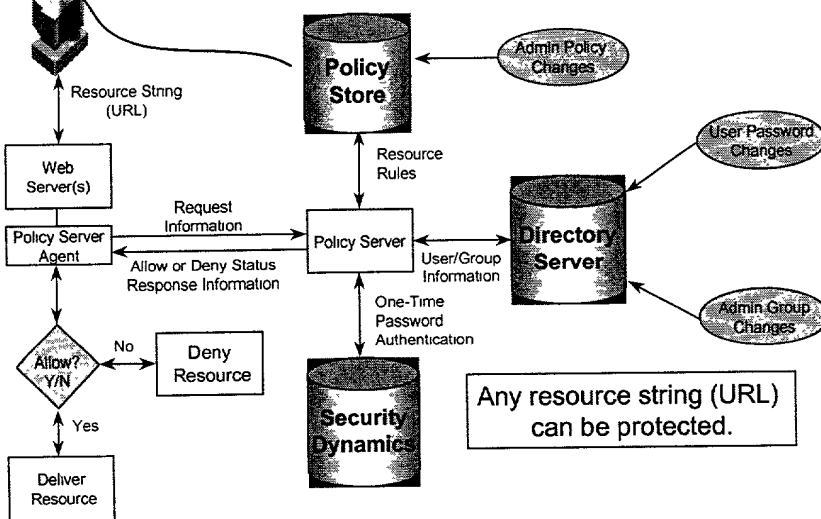 Policy
Store
Admin Policy
Changes
Resource String
(URL)
User Password
Changes
Web
Server(s)
Resource
Rules
Request
Information
Policy Server
Agent
Policy Server
Directory
Server
Allow or Deny Status
Response Information
User/Group
Information
One-Time
Password
Authentication
Admin Group
Changes
Allow?
Y/N
No
Deny
Resource
Security
Dynamics
Any resource string (URL)
can be protected.
Yes
Deliver
Resource